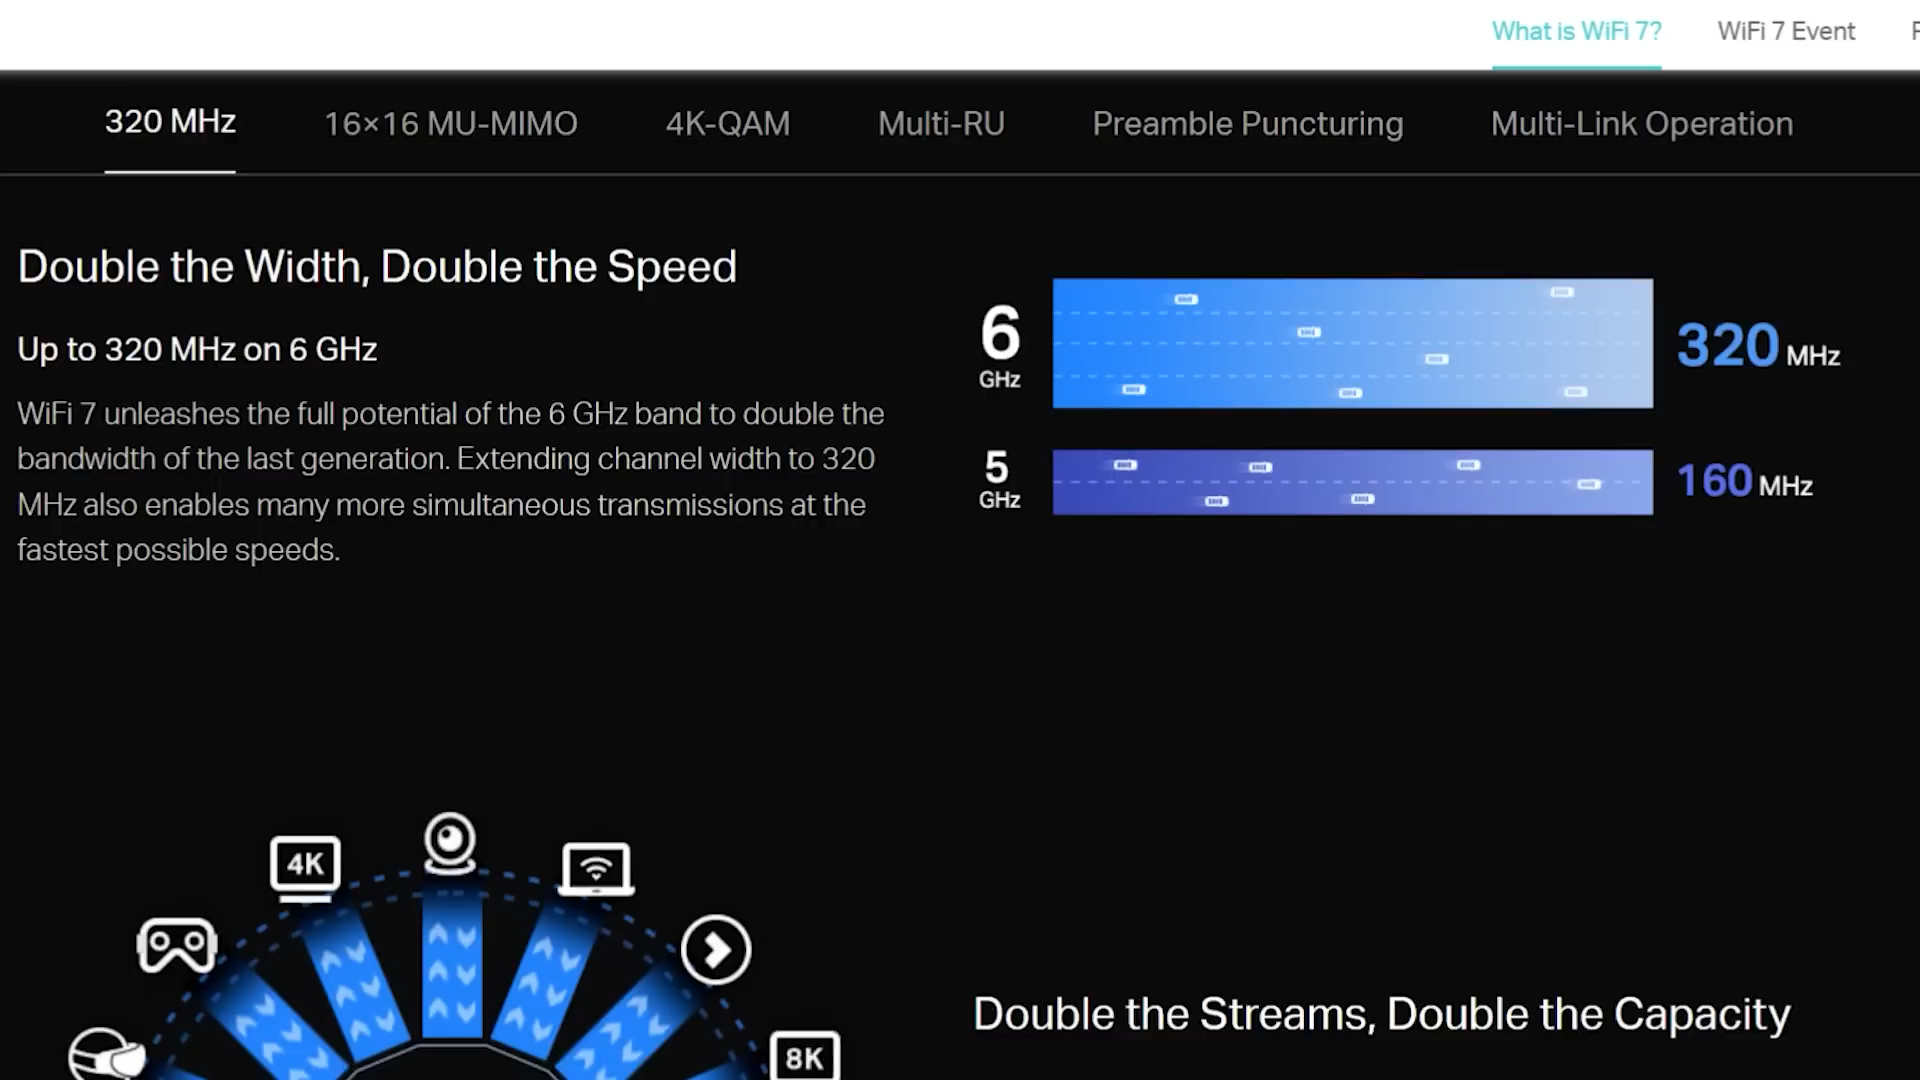 What is WiFi 7?
WiFi 7 Event
320 MHz
16×16 MU-MIMO
4K-QAM
Multi-RU
Preamble Puncturing
Multi-Link Operation
Double the Width, Double the Speed
Up to 320 MHz on 6 GHz
WiFi 7 unleashes the full potential of the 6 GHz band to double the
bandwidth of the last generation. Extending channel width to 320
MHz also enables many more simultaneous transmissions at the
fastest possible speeds.
6
GHz
320 MHz
5
GHz
160 MHz
4K
8K
Double the Streams, Double the Capacity